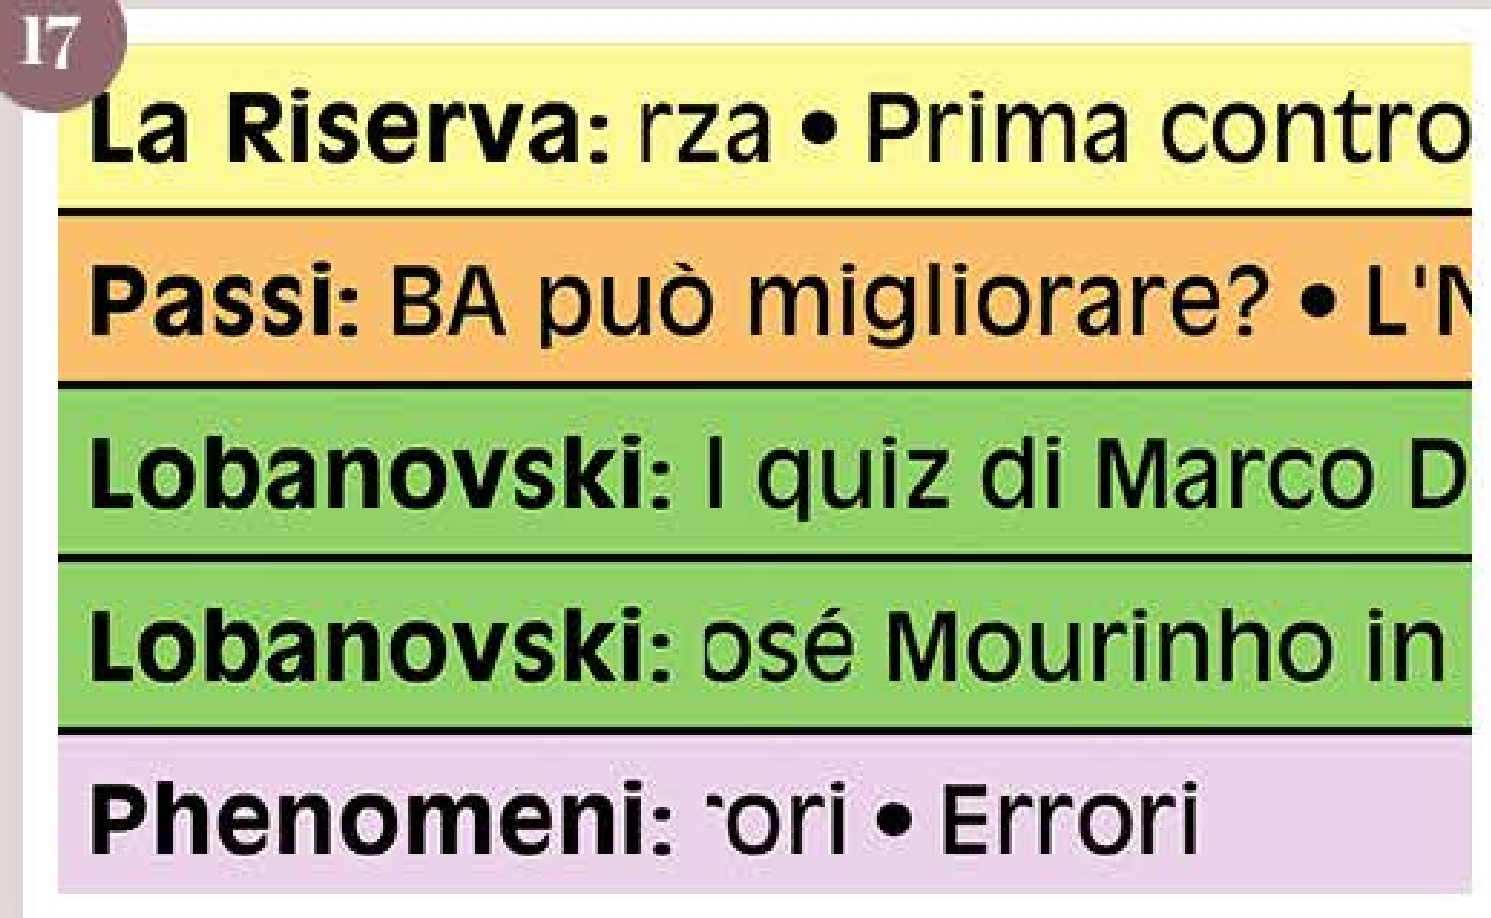 17
La Riserva: rza • Prima contro
Passi: BA può migliorare? • L'N
Lobanovski: I quiz di Marco D
Lobanovski: osé Mourinho in
Phenomeni: ori • Errori